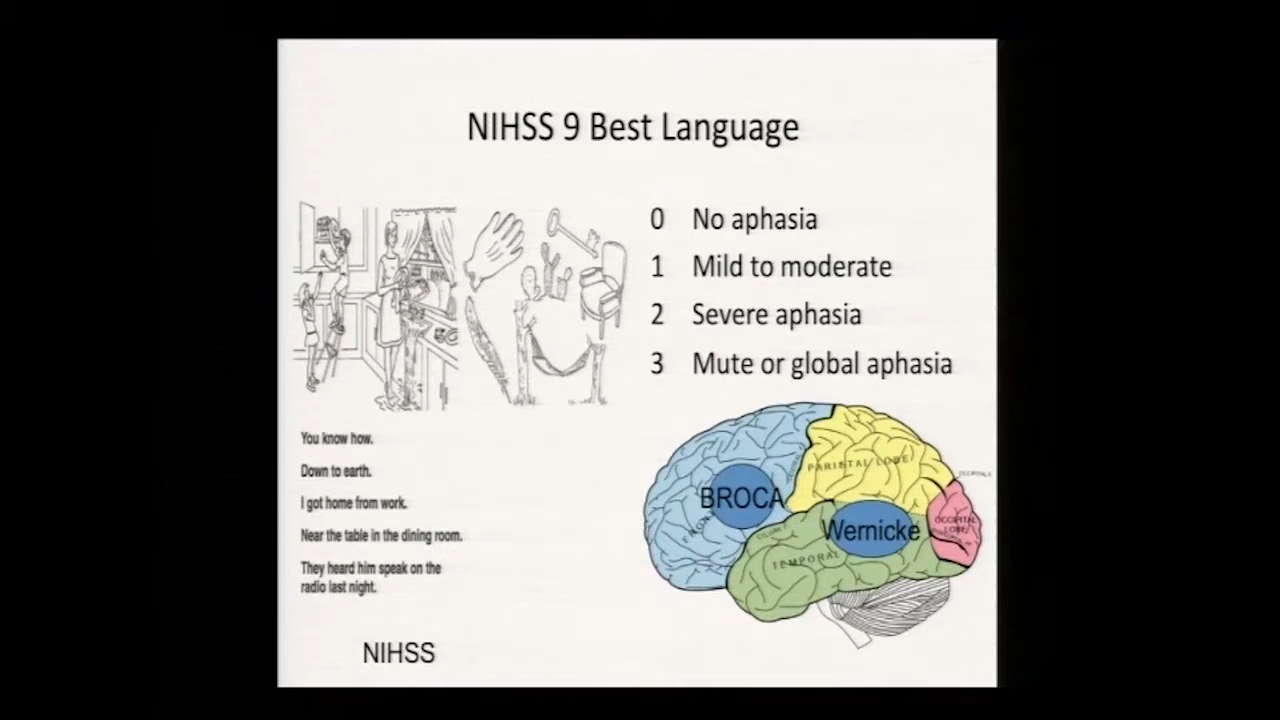 NIHSS 9 Best Language
0 No aphasia
1 Mild to moderate
2 Severe aphasia
3 Mute or global aphasia
You know how.
Down to earth.
I got home from work.
Near the table in the dining room.
They heard him speak on the
radio last night.
NIHSS
PARIETAL LOBE
BROCA
Wernicke
OCCIPITAL
LOBE
TEMPORAL